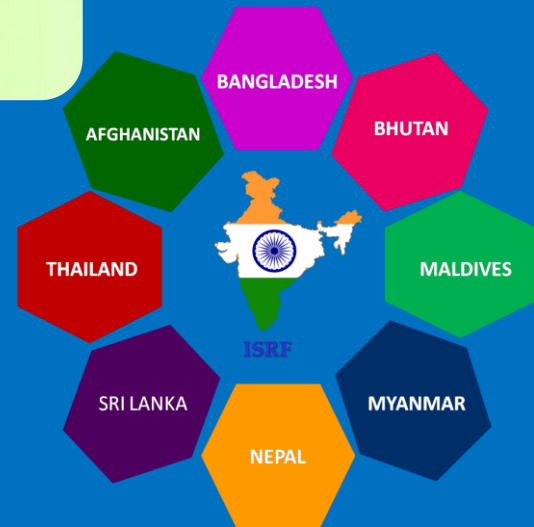 BANGLADESH
AFGHANISTAN
BHUTAN
THAILAND
MALDIVES
ISRF
SRI LANKA
MYANMAR
NEPAL